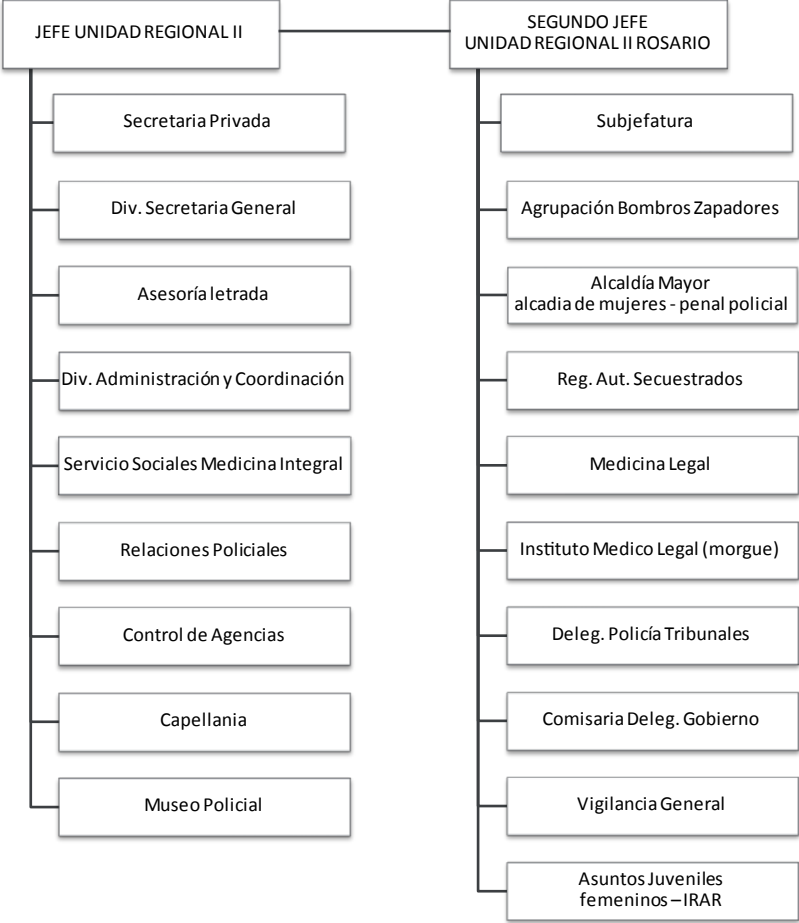 JEFE UNIDAD REGIONAL II
Secretaria Privada
Div. Secretaria General
Asesoría letrada
Div. Administración y Coordinación
Servicio Sociales Medicina Integral
Relaciones Policiales
Control de Agencias
Capellania
Museo Policial
SEGUNDO JEFE
UNIDAD REGIONAL II ROSARIO
Subjefatura
Agrupación Bombros Zapadores
Alcaldía Mayor
alcadia de mujeres - penal policial
Reg. Aut. Secuestrados
Medicina Legal
Instituto Medico Legal (morgue)
Deleg. Policía Tribunales
Comisaria Deleg. Gobierno
Vigilancia General
Asuntos Juveniles
femeninos – IRAR